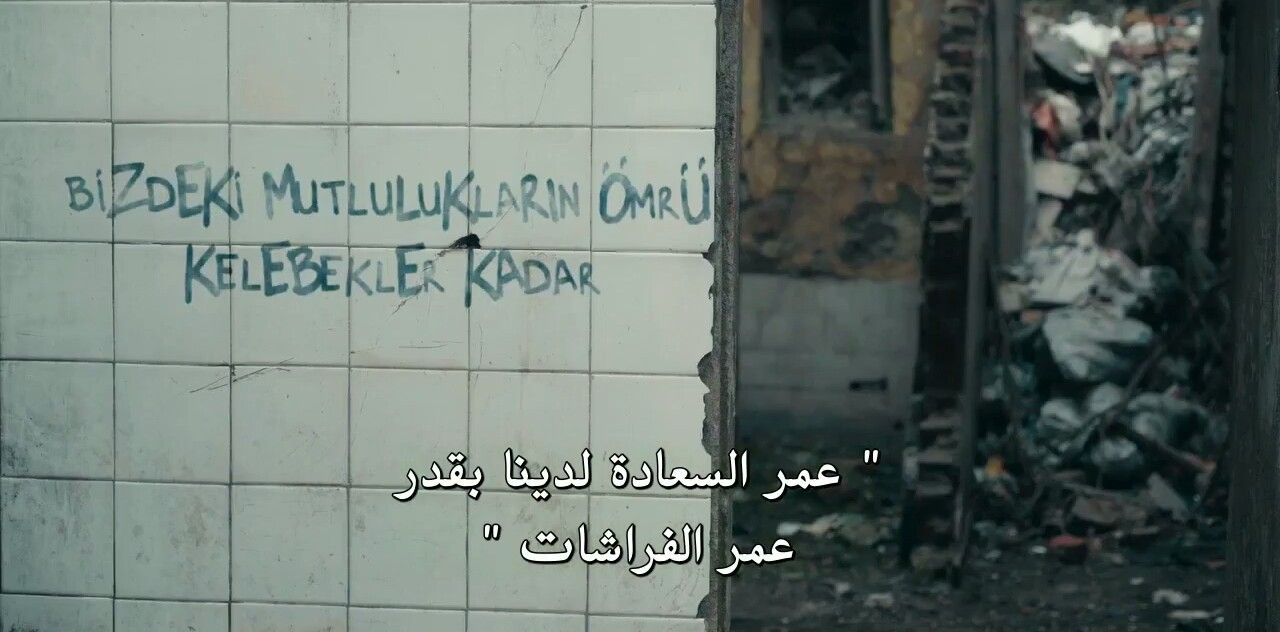 BİZDEKİ MUTLULUKLARIN ÖMRÜ
KELEBEKLER KADAR
" عمر السعادة لدينا بقدر
عمر الفراشات "